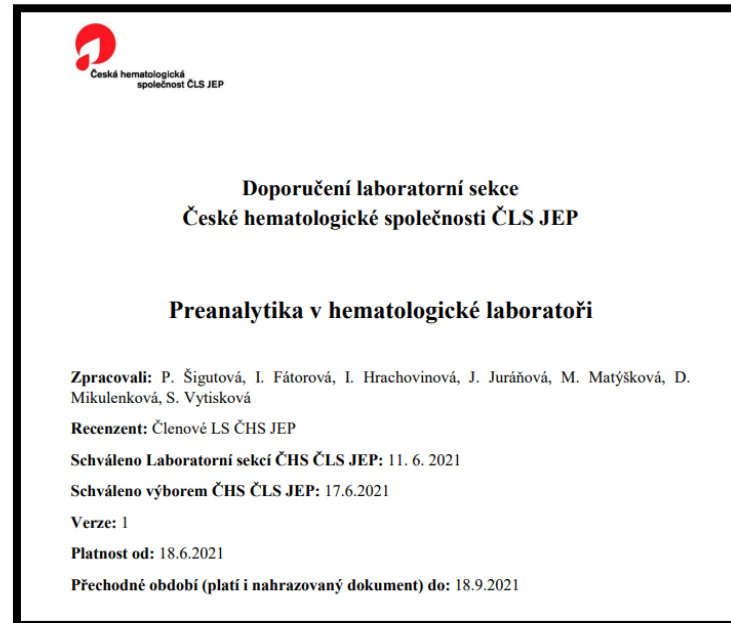 Česká hematologická
společnost ČLS JEP
Doporučení laboratorní sekce
České hematologické společnosti ČLS JEP
Preanalytika v hematologické laboratoři
Zpracovali: P. Šigutová, I. Fátorová, I. Hrachovinová, J. Juráňová, M. Matýšková, D.
Mikulenková, S. Vytisková
Recenzent: Členové LS ČHS JEP
Schváleno Laboratorní sekcí ČHS ČLS JEP: 11. 6. 2021
Schváleno výborem ČHS ČLS JEP: 17.6.2021
Verze: 1
Platnost od: 18.6.2021
Přechodné období (platí i nahrazovaný dokument) do: 18.9.2021